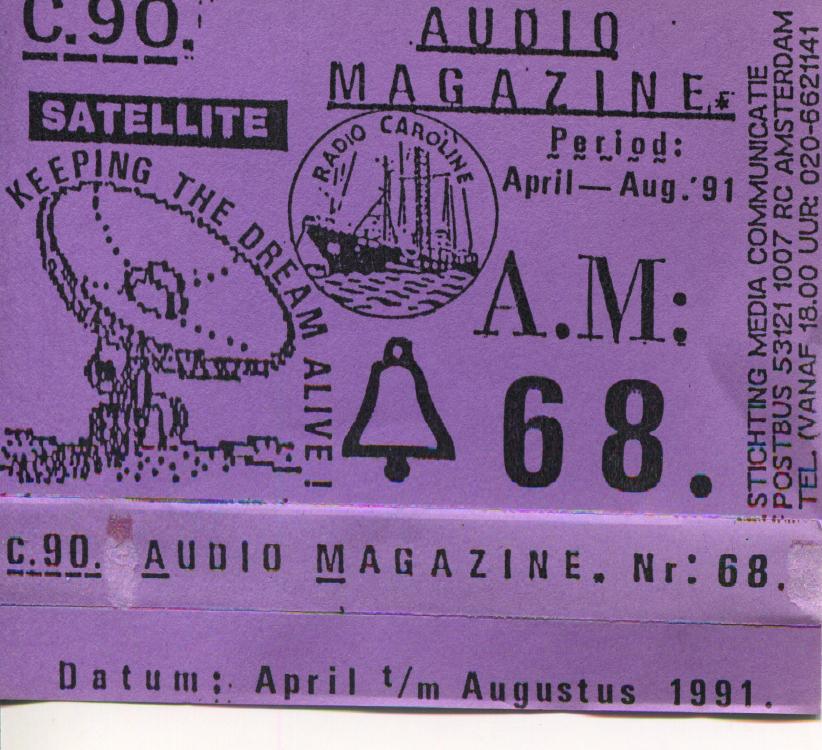 C.90.
AUDIO
MAGAZINE.*
SATELLITE
KEEPING THE DREAM ALIVE!
RADIO CAROLINE
Period:
April—Aug.'91
A.M:
68.
STICHTING MEDIA COMMUNICATIE
POSTBUS 53121 1007 RC AMSTERDAM
TEL. (VANAF 18.00 UUR: 020-6621141
C.90. AUDIO MAGAZINE. Nr: 68.
Datum: April t/m Augustus 1991.